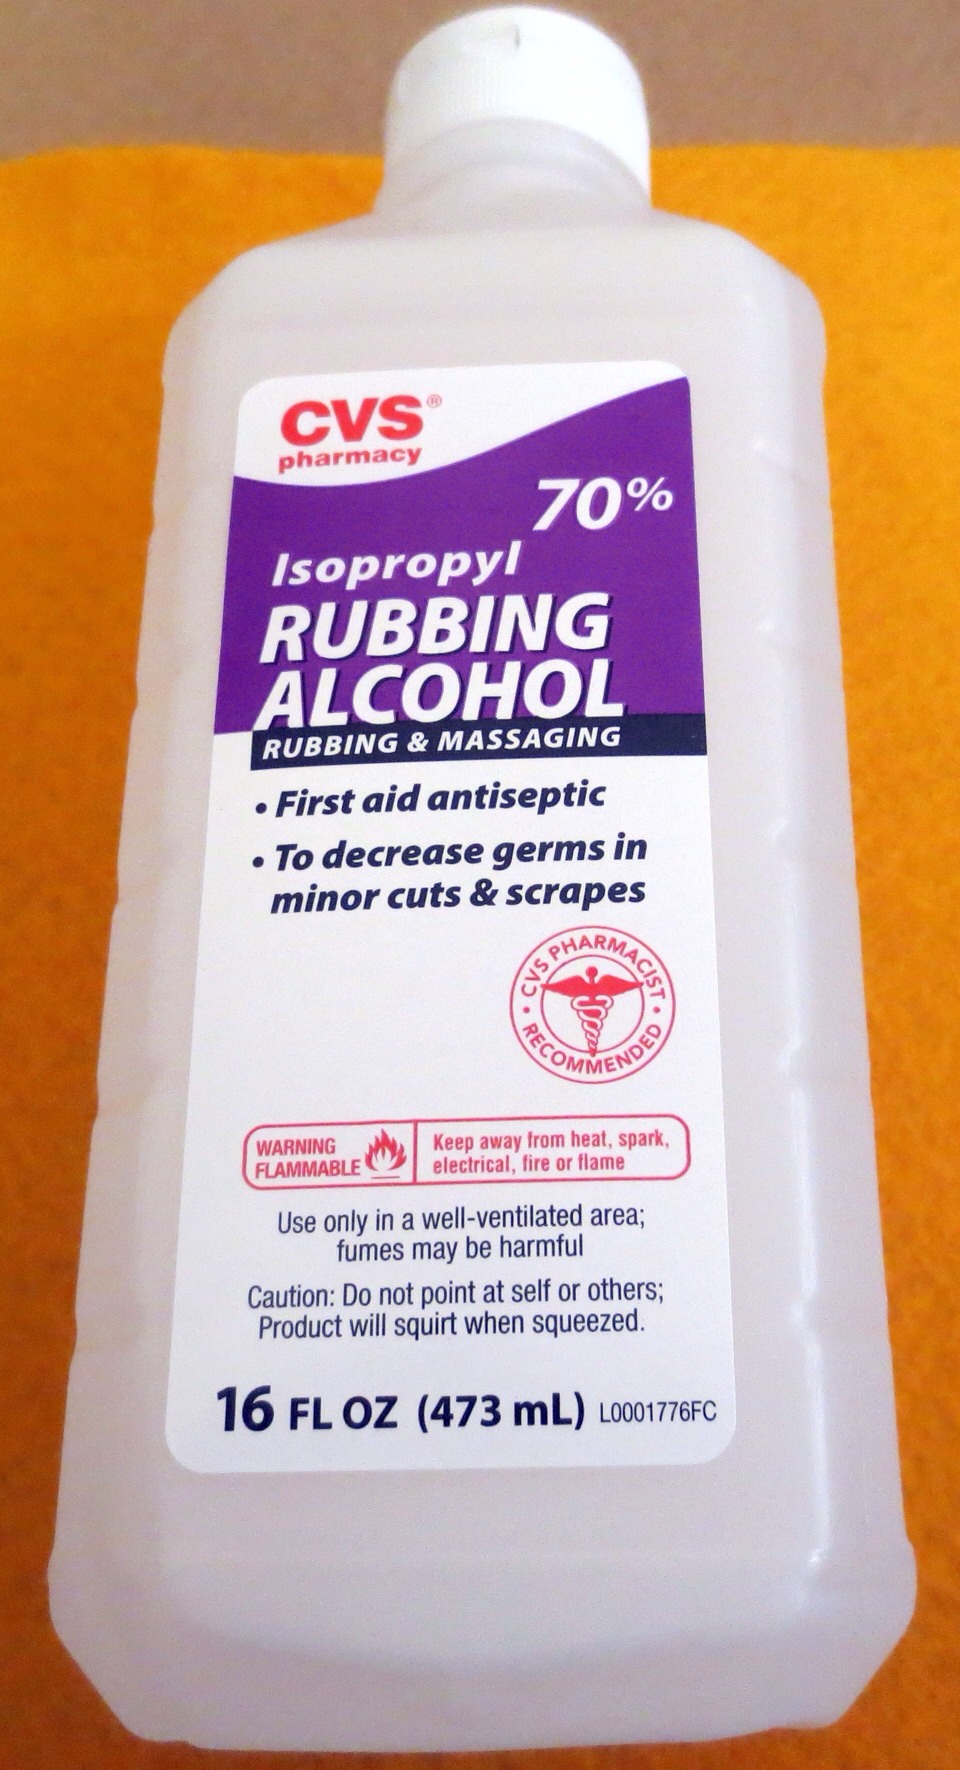 CVS®
pharmacy
70%
Isopropyl
RUBBING
ALCOHOL
RUBBING & MASSAGING
• First aid antiseptic
• To decrease germs in
minor cuts & scrapes
• CVS PHARMACIST •
RECOMMENDED
WARNING
FLAMMABLE
Keep away from heat, spark,
electrical, fire or flame
Use only in a well-ventilated area;
fumes may be harmful
Caution: Do not point at self or others;
Product will squirt when squeezed.
16 FL OZ (473 mL) L0001776FC